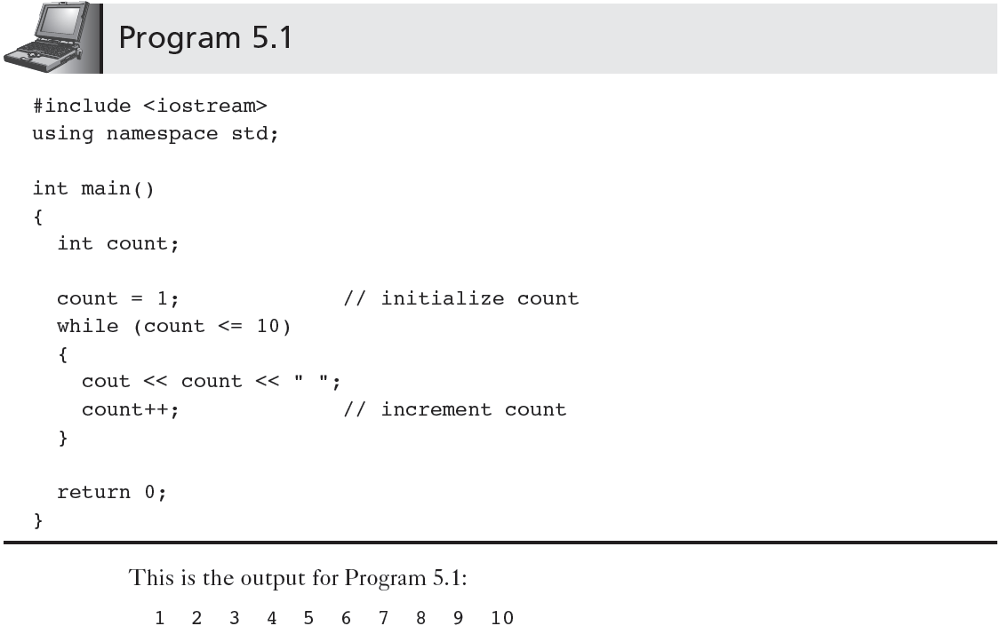 Program 5.1
#include <iostream>
using namespace std;
int main()
{
  int count;
  count = 1;             // initialize count
  while (count <= 10)
  {
    cout << count << " ";
    count++;             // increment count
  }
  return 0;
}
This is the output for Program 5.1:
1  2  3  4  5  6  7  8  9  10